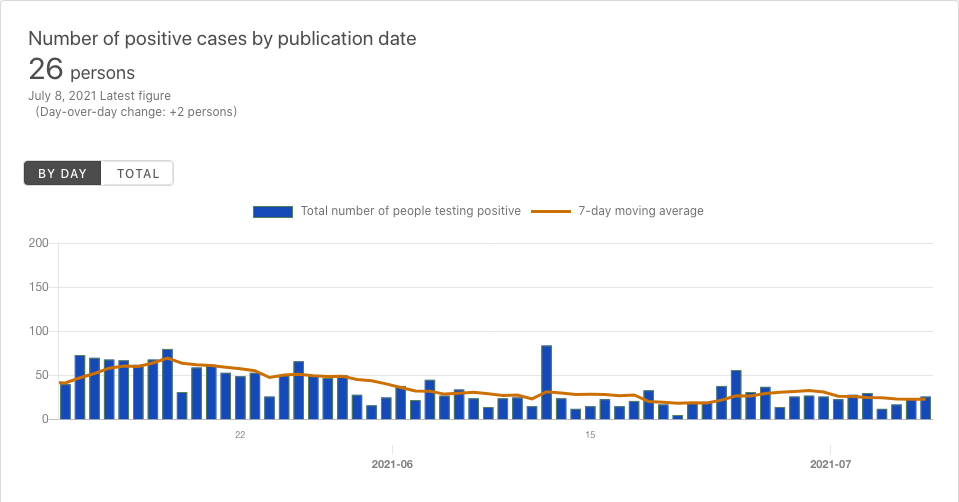 Number of positive cases by publication date
26 persons
July 8, 2021 Latest figure
(Day-over-day change: +2 persons)
BY DAY TOTAL
Total number of people testing positive 7-day moving average
200
150
100
50
0
22 15
2021-06 2021-07